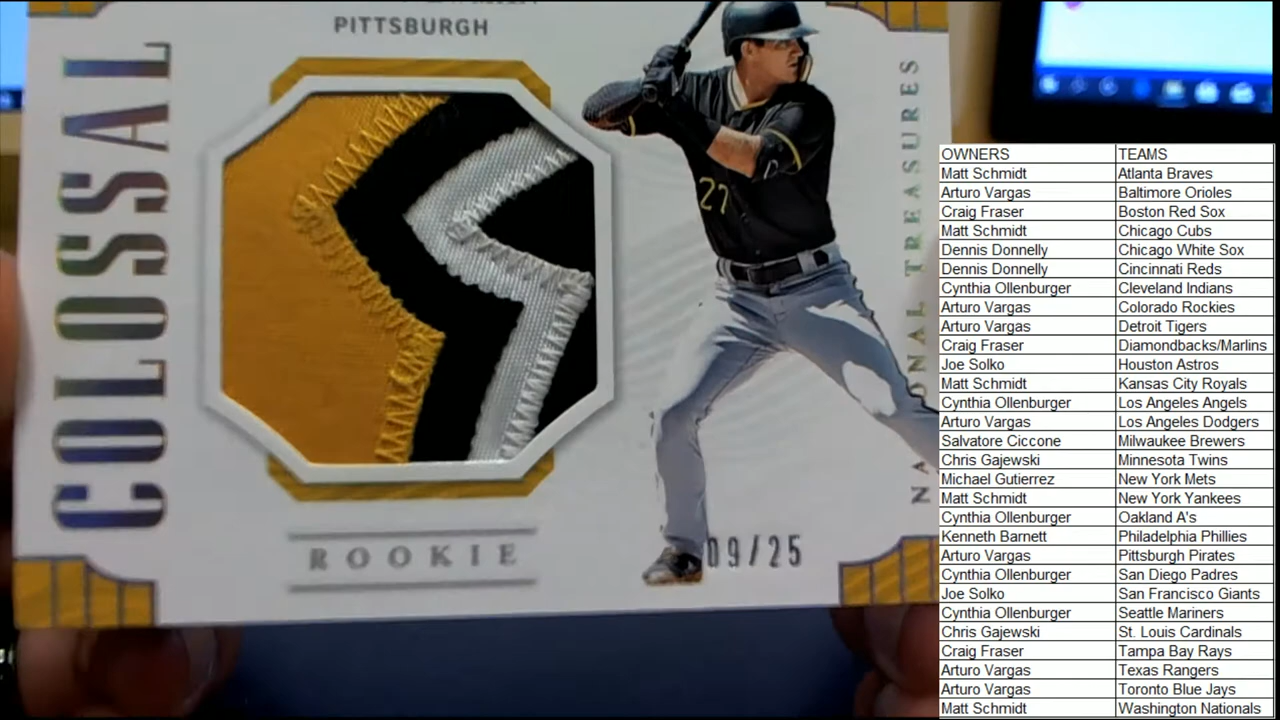 PITTSBURGH
COLOSSAL
27
NATIONAL TREASURES
ROOKIE
09/25
OWNERS TEAMS
Matt Schmidt Atlanta Braves
Arturo Vargas Baltimore Orioles
Craig Fraser Boston Red Sox
Matt Schmidt Chicago Cubs
Dennis Donnelly Chicago White Sox
Dennis Donnelly Cincinnati Reds
Cynthia Ollenburger Cleveland Indians
Arturo Vargas Colorado Rockies
Arturo Vargas Detroit Tigers
Craig Fraser Diamondbacks/Marlins
Joe Solko Houston Astros
Matt Schmidt Kansas City Royals
Cynthia Ollenburger Los Angeles Angels
Arturo Vargas Los Angeles Dodgers
Salvatore Ciccone Milwaukee Brewers
Chris Gajewski Minnesota Twins
Michael Gutierrez New York Mets
Matt Schmidt New York Yankees
Cynthia Ollenburger Oakland A's
Kenneth Barnett Philadelphia Phillies
Arturo Vargas Pittsburgh Pirates
Cynthia Ollenburger San Diego Padres
Joe Solko San Francisco Giants
Cynthia Ollenburger Seattle Mariners
Chris Gajewski St. Louis Cardinals
Craig Fraser Tampa Bay Rays
Arturo Vargas Texas Rangers
Arturo Vargas Toronto Blue Jays
Matt Schmidt Washington Nationals